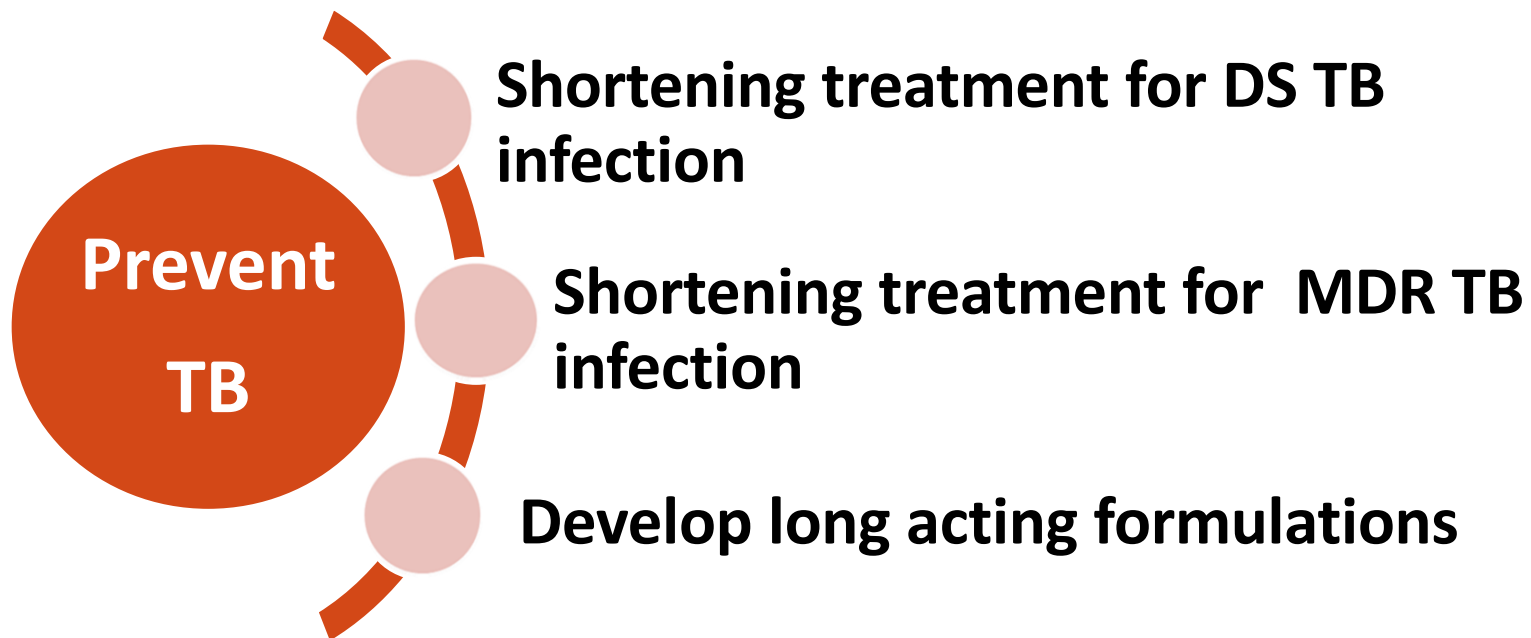 Prevent
TB
Shortening treatment for DS TB
infection
Shortening treatment for  MDR TB
infection
Develop long acting formulations